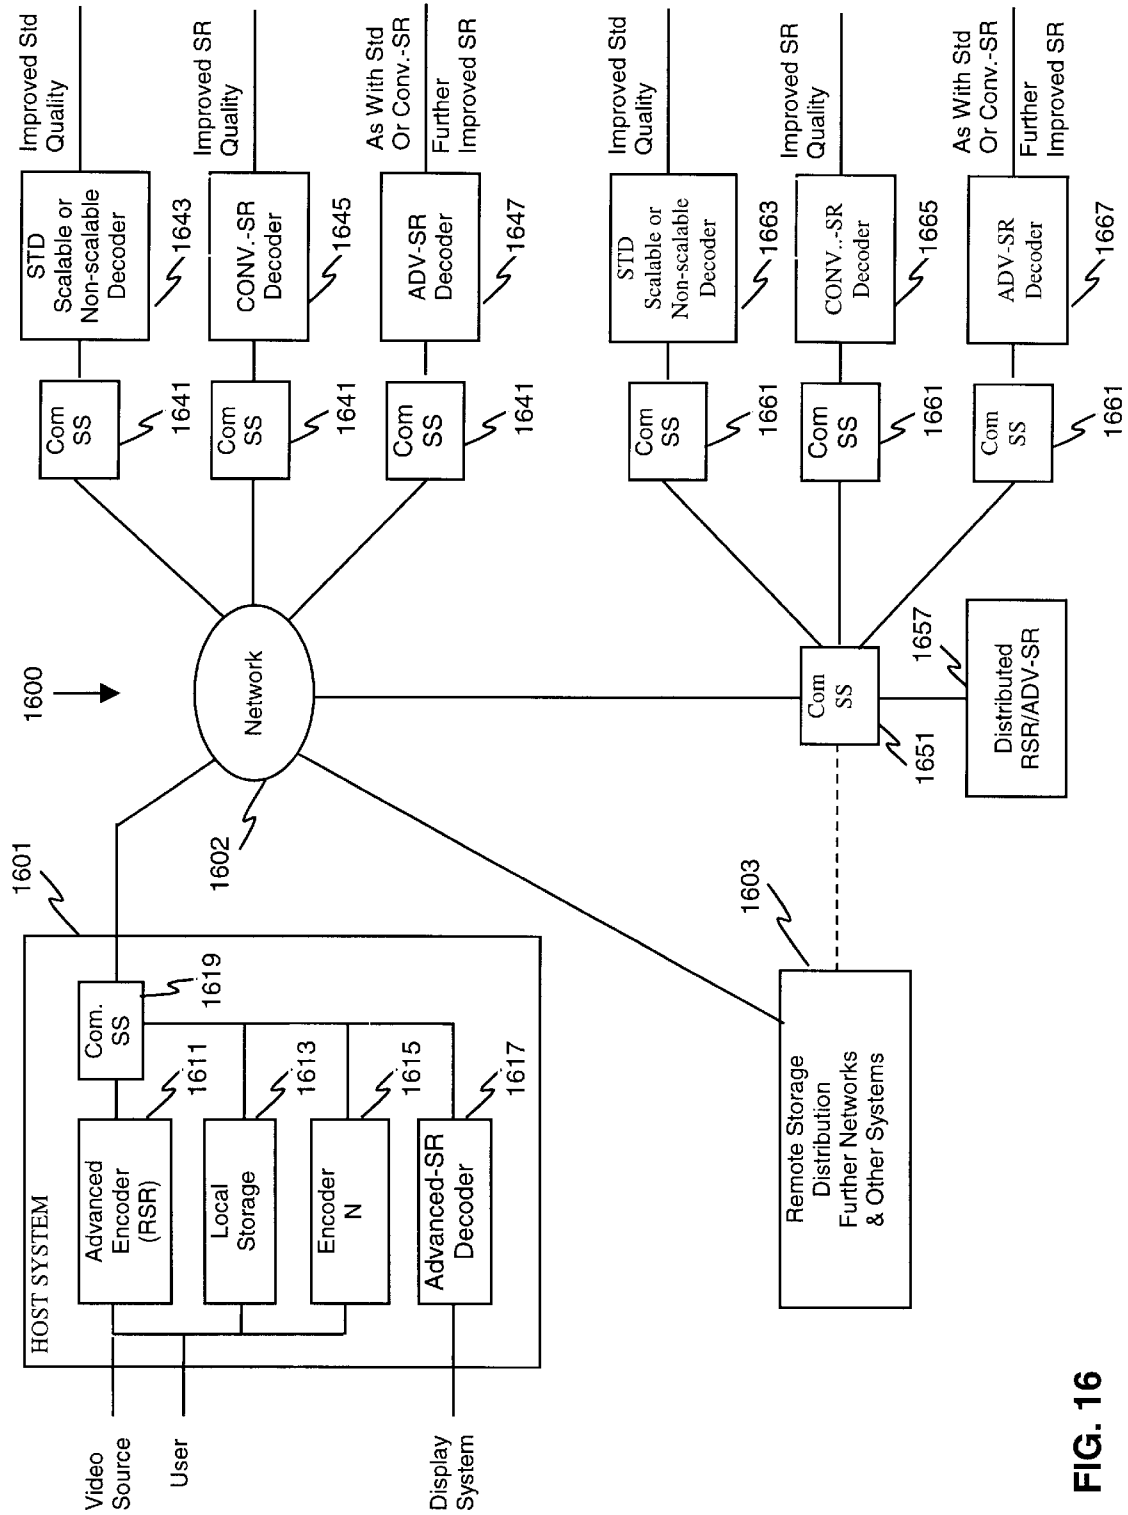 1600
1601
HOST SYSTEM
Video
Source
User
Display
System
Advanced
Encoder
(RSR)
1611
Local
Storage
1613
Encoder
N
1615
Advanced-SR
Decoder
1617
Com.
SS
1619
Network
1602
Com
SS
1641
STD
Scalable or
Non-scalable
Decoder
1643
Improved Std
Quality
Com
SS
1641
CONV.-SR
Decoder
1645
Improved SR
Quality
Com
SS
1641
ADV-SR
Decoder
1647
As With Std
Or Conv.-SR
Further
Improved SR
Remote Storage
Distribution
Further Networks
& Other Systems
1603
Com
SS
1651
Distributed
RSR/ADV-SR
1657
Com
SS
1661
STD
Scalable or
Non-scalable
Decoder
1663
Improved Std
Quality
Com
SS
1661
CONV..-SR
Decoder
1665
Improved SR
Quality
Com
SS
1661
ADV-SR
Decoder
1667
As With Std
Or Conv.-SR
Further
Improved SR
FIG. 16